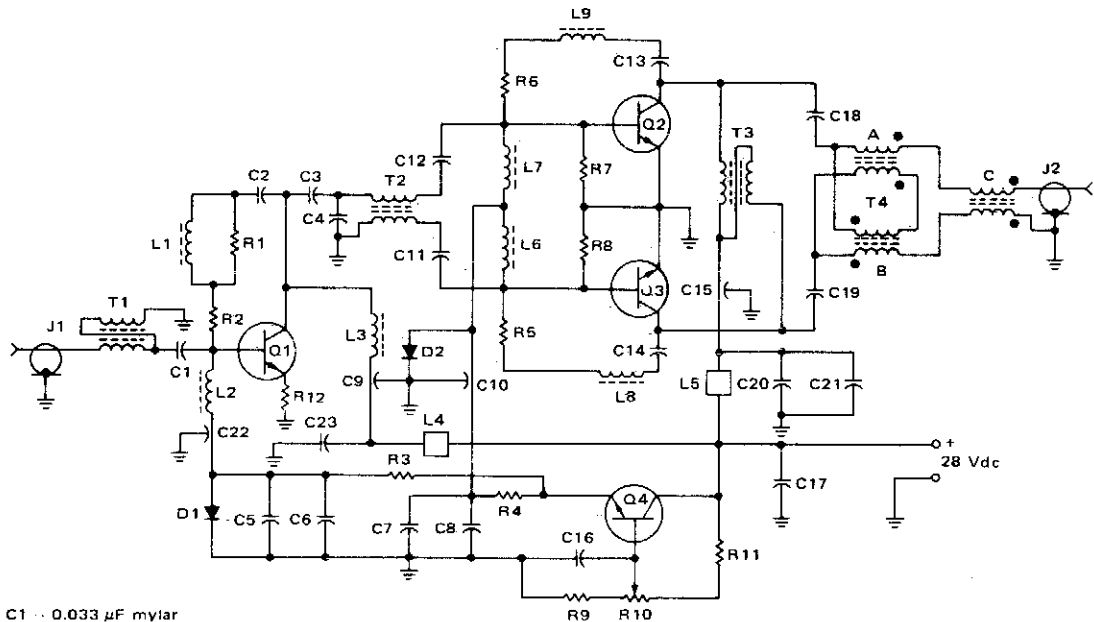 L9
C13
R6
Q2
C18
T3
A
C12
L7
R7
C
J2
C2
C3
T2
T4
C4
L1
R1
L6
R8
B
C11
Q3
C15
C19
R2
T1
J1
L3
R5
C14
C1
Q1
D2
C9
C10
L5
C20
C21
L2
R12
L8
C22
C23
L4
+
28 Vdc
R3
C17
D1
C5
C6
C7
C8
R4
Q4
C16
R11
R9
R10
C1 -- 0.033 μF mylar